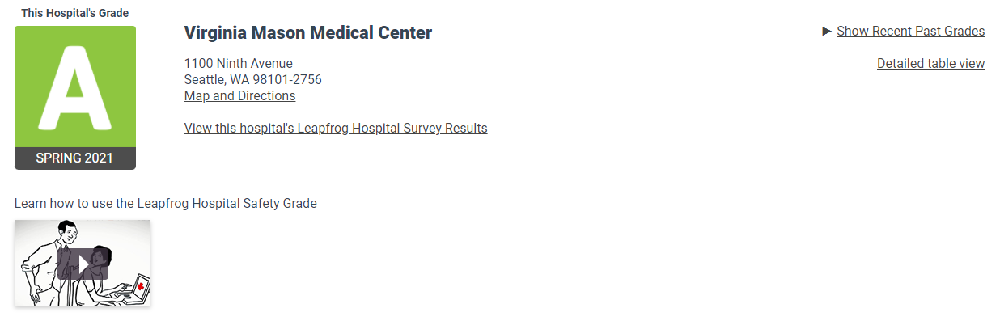 This Hospital's Grade
A
SPRING 2021
Virginia Mason Medical Center
1100 Ninth Avenue
Seattle, WA 98101-2756
Map and Directions
View this hospital's Leapfrog Hospital Survey Results
Show Recent Past Grades
Detailed table view
Learn how to use the Leapfrog Hospital Safety Grade